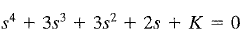 s⁴ + 3s³ + 3s² + 2s + K = 0